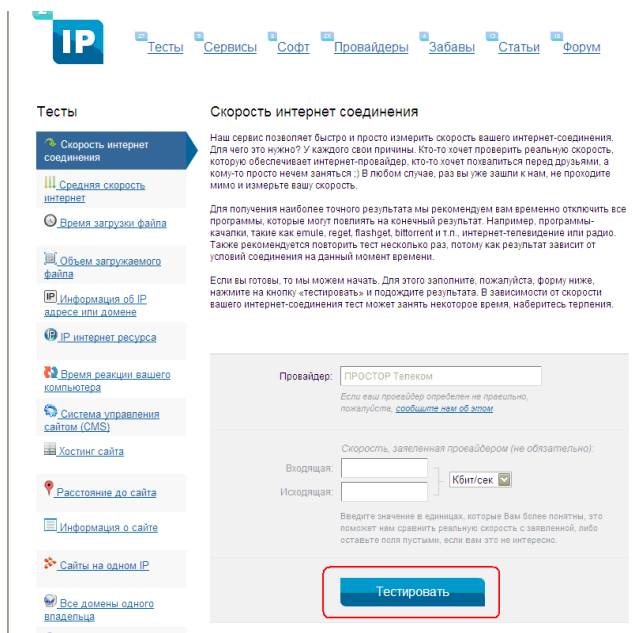 IP
Тесты Сервисы Софт Провайдеры Забавы Статьи Форум
Тесты
Скорость интернет
соединения
Средняя скорость
интернет
Время загрузки файла
Объем загружаемого
файла
Информация об IP
адресе или домене
IP интернет ресурса
Время реакции вашего
компьютера
Система управления
сайтом (CMS)
Хостинг сайта
Расстояние до сайта
Информация о сайте
Сайты на одном IP
Все домены одного
владельца
Скорость интернет соединения
Наш сервис позволяет быстро и просто измерить скорость вашего интернет-соединения.
Для чего это нужно? У каждого свои причины. Кто-то хочет проверить реальную скорость,
которую обеспечивает интернет-провайдер, кто-то хочет похвалиться перед друзьями, а
кому-то просто нечем заняться ;) В любом случае, раз вы уже зашли к нам, не проходите
мимо и измерьте вашу скорость.
Для получения наиболее точного результата мы рекомендуем вам временно отключить все
программы, которые могут повлиять на конечный результат. Например, программы-
качалки, такие как emule, reget, flashget, bittorrent и т.п., интернет-телевидение или радио.
Также рекомендуется повторить тест несколько раз, потому как результат зависит от
условий соединения на данный момент времени.
Если вы готовы, то мы можем начать. Для этого заполните, пожалуйста, форму ниже,
нажмите на кнопку «тестировать» и подождите результата. В зависимости от скорости
вашего интернет-соединения тест может занять некоторое время, наберитесь терпения.
Провайдер: ПРОСТОР Телеком
Если ваш провайдер определен не правильно,
пожалуйста, сообщите нам об этом
Скорость, заявленная провайдером (не обязательно):
Входящая:
Исходящая:
Кбит/сек
Введите значение в единицах, которые Вам более понятны, это
поможет нам сравнить реальную скорость с заявленной, либо
оставьте поля пустыми, если вам это не интересно.
Тестировать